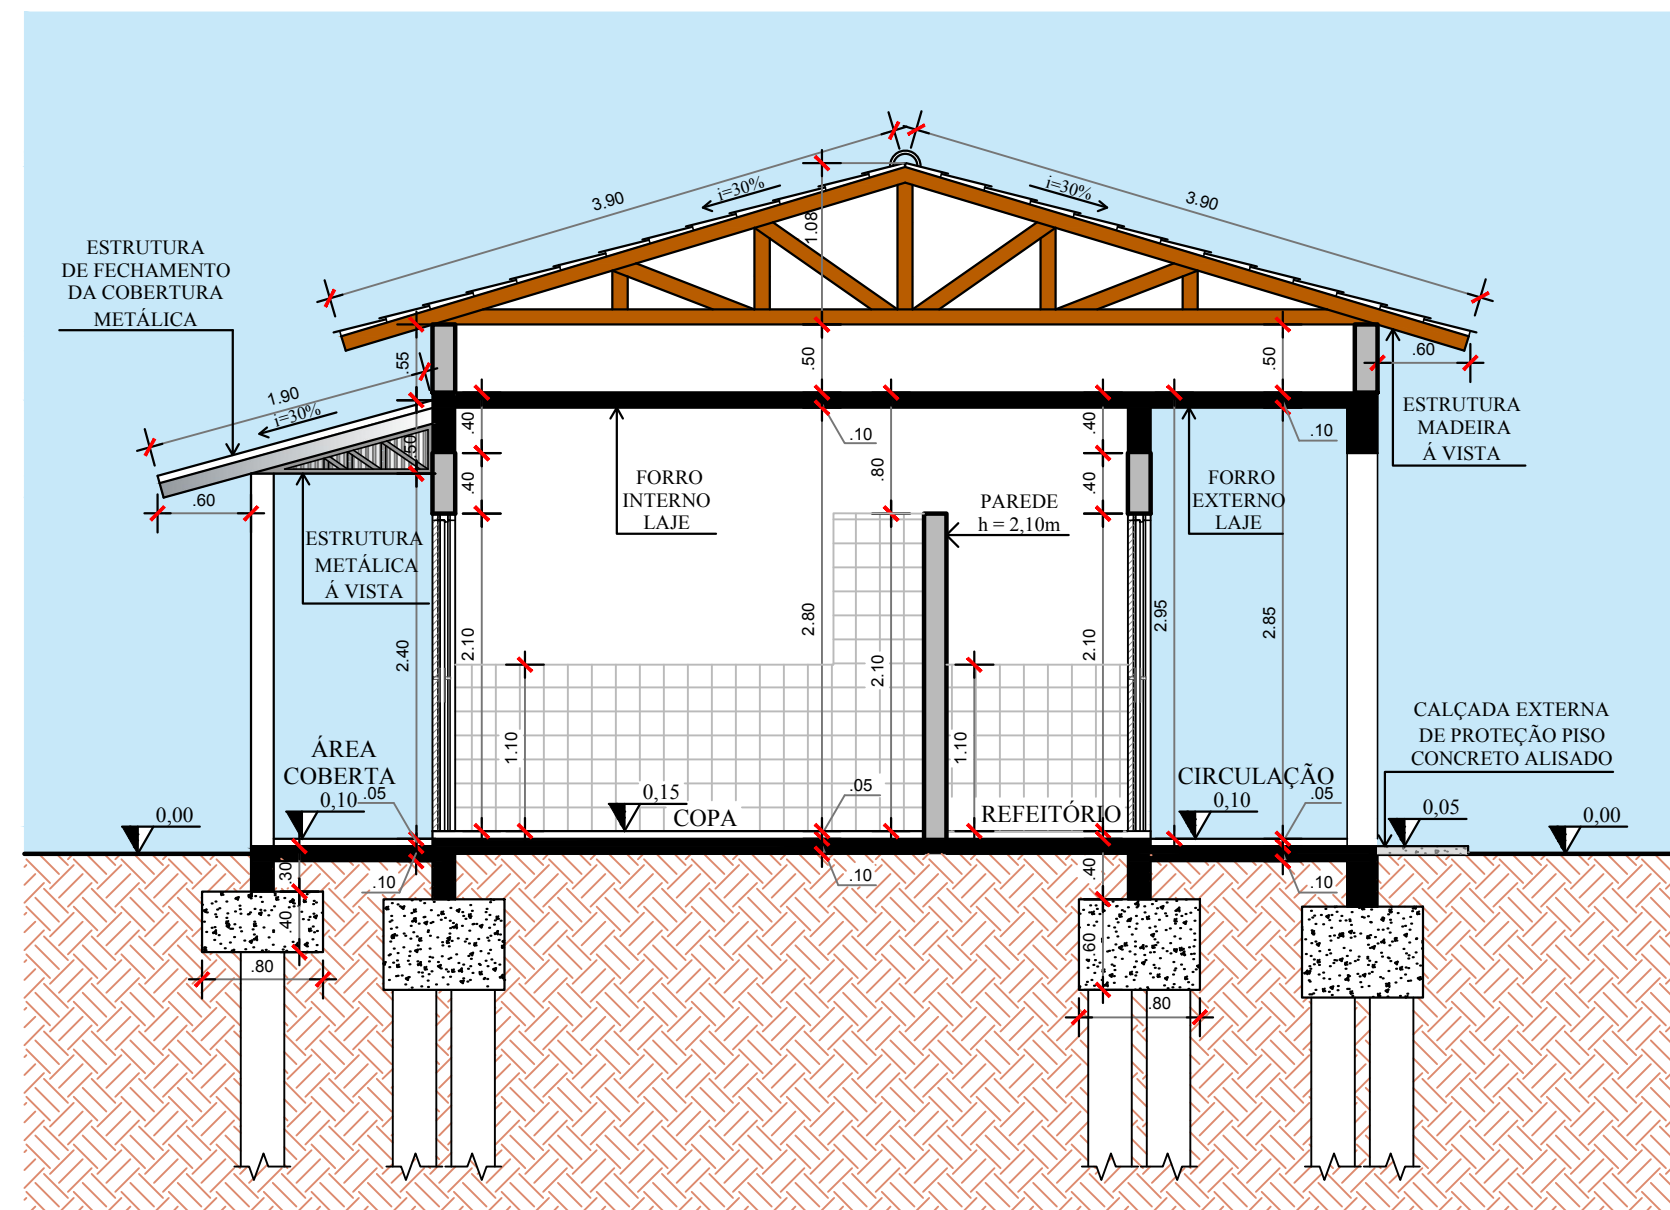 3.90
i=30%
i=30%
3.90
1.08
ESTRUTURA
DE FECHAMENTO
DA COBERTURA
METÁLICA
.55
.50
.50
.60
1.90
i=30%
.50
.60
.40
.40
.10
.80
.40
.40
.10
ESTRUTURA
MADEIRA
Á VISTA
FORRO
INTERNO
LAJE
PAREDE
h = 2,10m
FORRO
EXTERNO
LAJE
ESTRUTURA
METÁLICA
Á VISTA
2.40
2.10
2.80
2.10
2.10
2.95
2.85
1.10
1.10
CALÇADA EXTERNA
DE PROTEÇÃO PISO
CONCRETO ALISADO
ÁREA
COBERTA
0,00
0,10
.05
0,15
COPA
.05
REFEITÓRIO
CIRCULAÇÃO
0,10
.05
0,05
0,00
.30
.40
.80
.10
.10
.40
.60
.80
.10